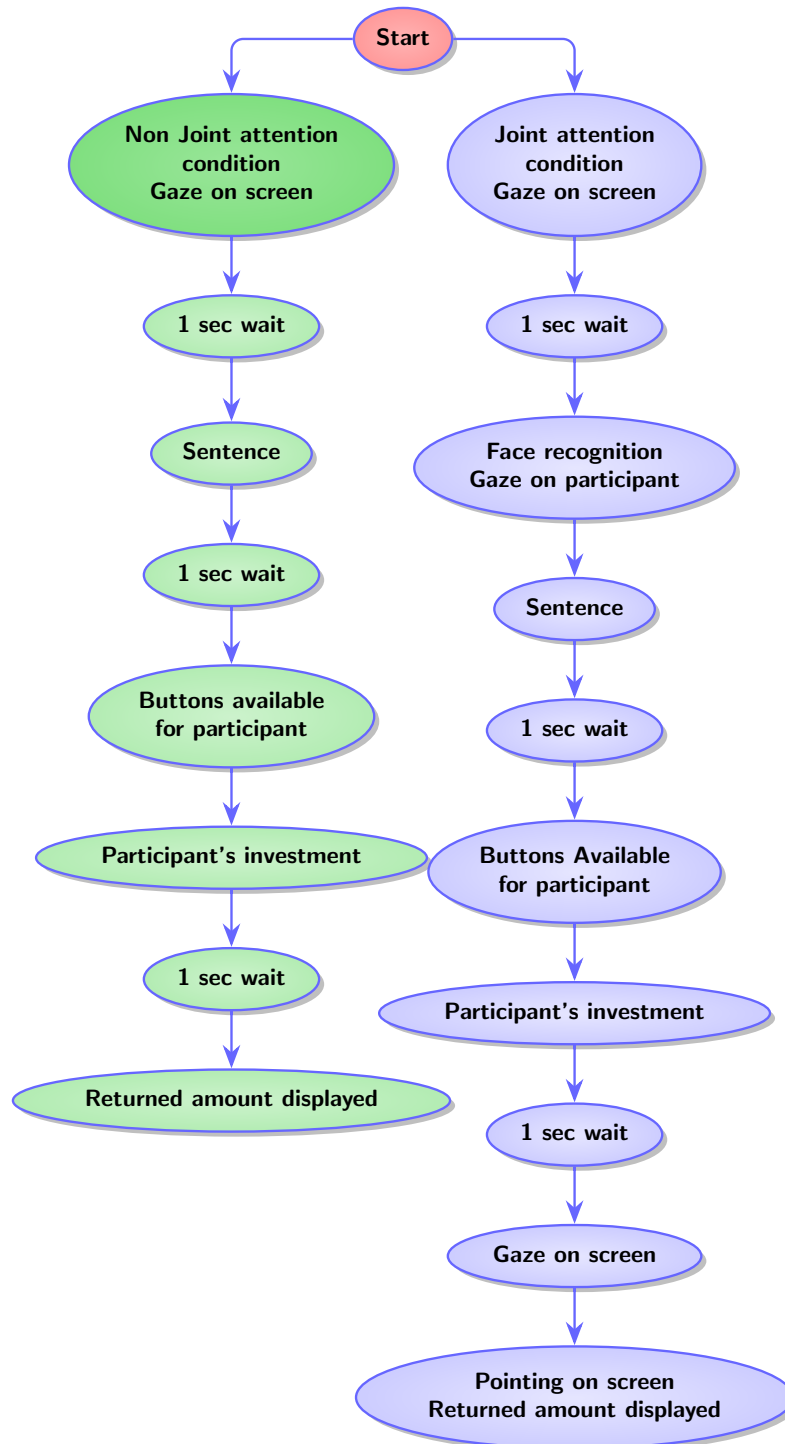 Start
Non Joint attention
condition
Gaze on screen
1 sec wait
Sentence
1 sec wait
Buttons available
for participant
Participant's investment
1 sec wait
Returned amount displayed
Joint attention
condition
Gaze on screen
1 sec wait
Face recognition
Gaze on participant
Sentence
1 sec wait
Buttons Available
for participant
Participant's investment
1 sec wait
Gaze on screen
Pointing on screen
Returned amount displayed